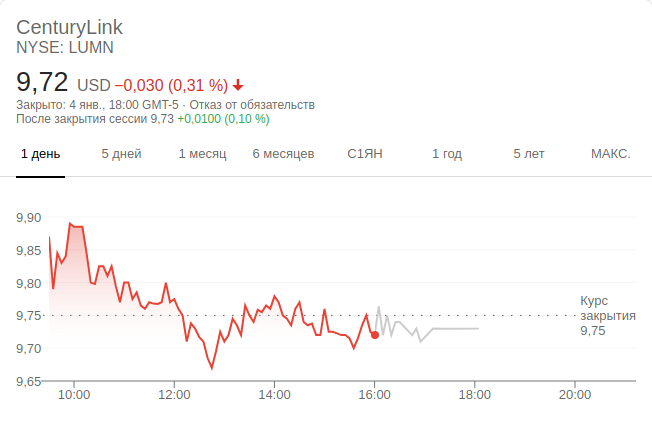 CenturyLink
NYSE: LUMN
9,72 USD −0,030 (0,31 %)
Закрыто: 4 янв., 18:00 GMT-5 · Отказ от обязательств
После закрытия сессии 9,73 +0,0100 (0,10 %)
1 день 5 дней 1 месяц 6 месяцев С1ЯН 1 год 5 лет МАКС.
9,90
9,85
9,80
9,75
9,70
9,65
Курс
закрытия
9,75
10:00 12:00 14:00 16:00 18:00 20:00